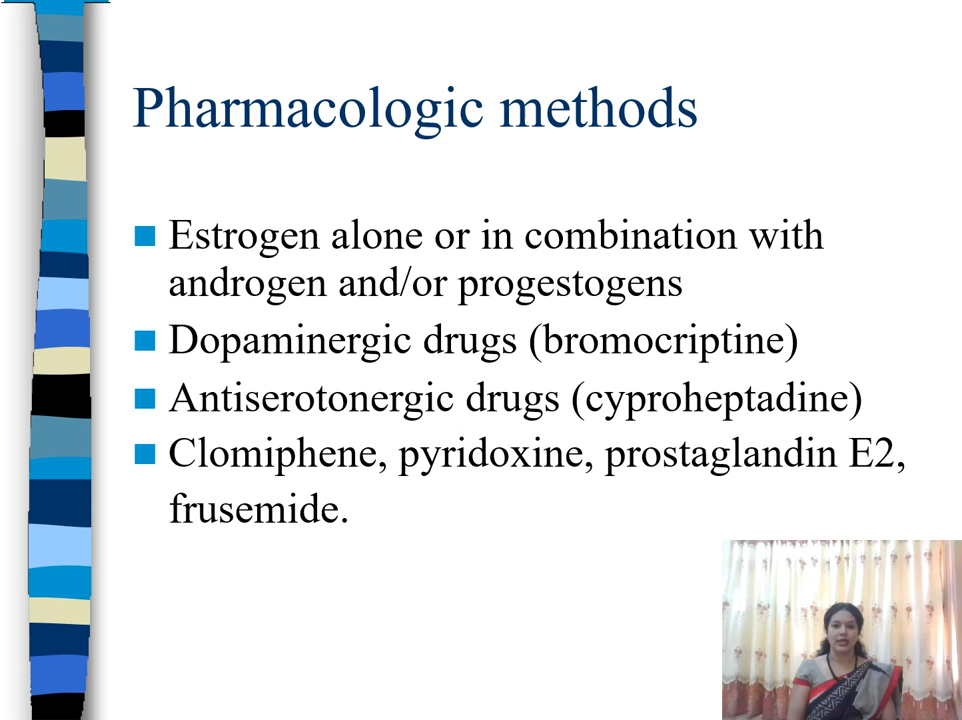 Pharmacologic methods
Estrogen alone or in combination with
androgen and/or progestogens
Dopaminergic drugs (bromocriptine)
Antiserotonergic drugs (cyproheptadine)
Clomiphene, pyridoxine, prostaglandin E2,
frusemide.